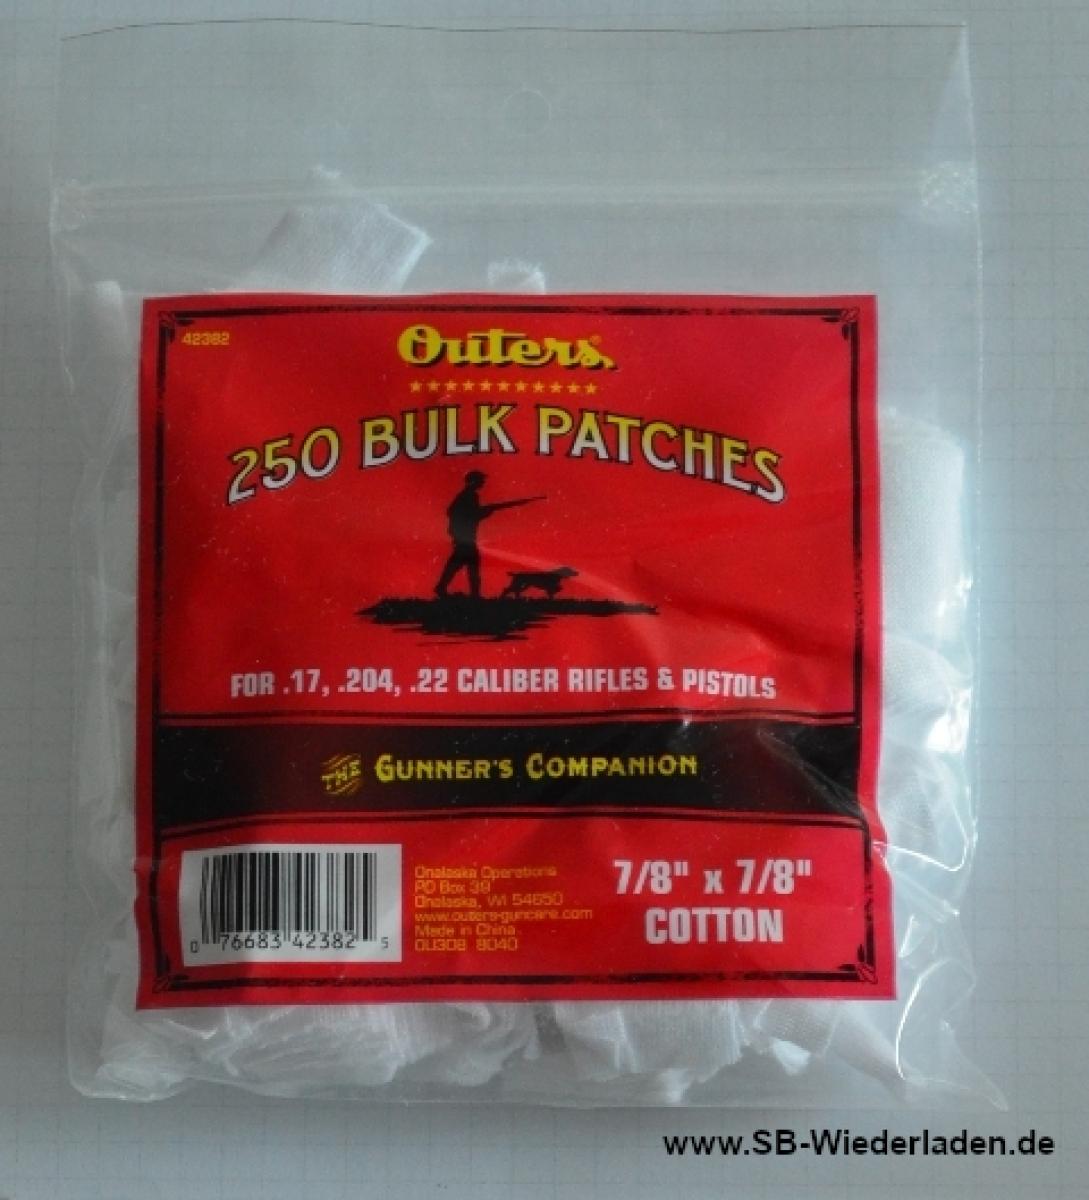 42382
Outers®
250 BULK PATCHES
FOR .17, .204, .22 CALIBER RIFLES & PISTOLS
THE GUNNER'S COMPANION
Onalaska Operations
PO Box 39
Onalaska, WI 54650
www.outers-guncare.com
Made in China
OU308 8040
0 76683 42382 5
7/8" x 7/8"
COTTON
www.SB-Wiederladen.de